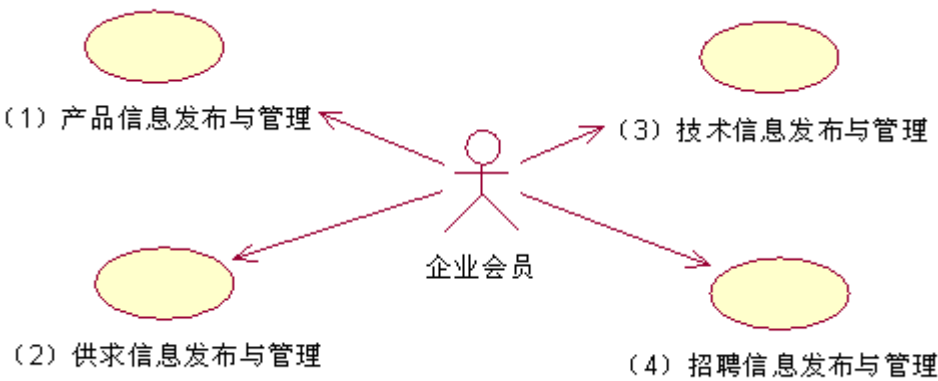 （1）产品信息发布与管理
（3）技术信息发布与管理
企业会员
（2）供求信息发布与管理
（4）招聘信息发布与管理